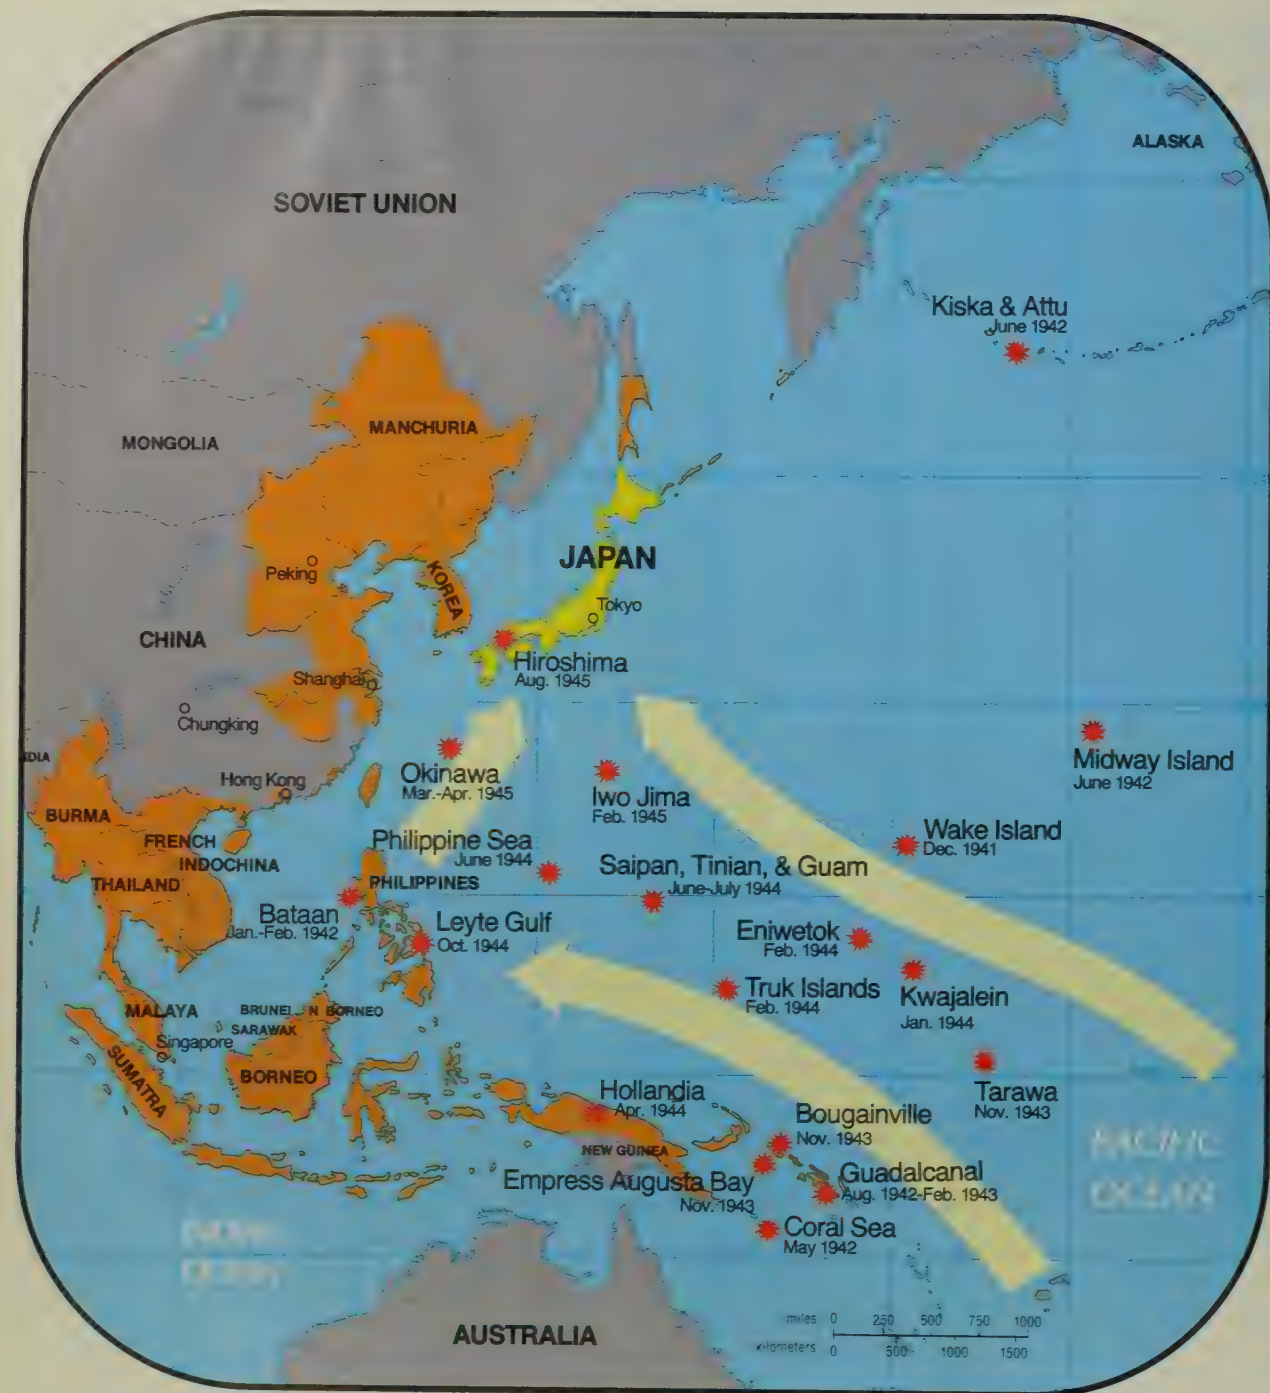 ALASKA
SOVIET UNION
Kiska & Attu
June 1942
MONGOLIA
MANCHURIA
JAPAN
Peking
KOREA
Tokyo
CHINA
Hiroshima
Aug. 1945
Shanghai
Chungking
Midway Island
June 1942
Okinawa
Mar.-Apr. 1945
Hong Kong
Iwo Jima
Feb. 1945
BURMA
Wake Island
Dec. 1941
FRENCH
INDOCHINA
Philippine Sea
June 1944
Saipan, Tinian, & Guam
June-July 1944
THAILAND
PHILIPPINES
Bataan
Jan.-Feb. 1942
Leyte Gulf
Oct. 1944
Eniwetok
Feb. 1944
Truk Islands
Feb. 1944
Kwajalein
Jan. 1944
MALAYA
BRUNEI
N BORNEO
SARAWAK
Singapore
SUMATRA
BORNEO
Tarawa
Nov. 1943
Hollandia
Apr. 1944
Bougainville
Nov. 1943
PACIFIC
OCEAN
NEW GUINEA
Empress Augusta Bay
Nov. 1943
Guadalcanal
Aug. 1942-Feb. 1943
Coral Sea
May 1942
AUSTRALIA
miles 0 250 500 750 1000
kilometers 0 500 1000 1500